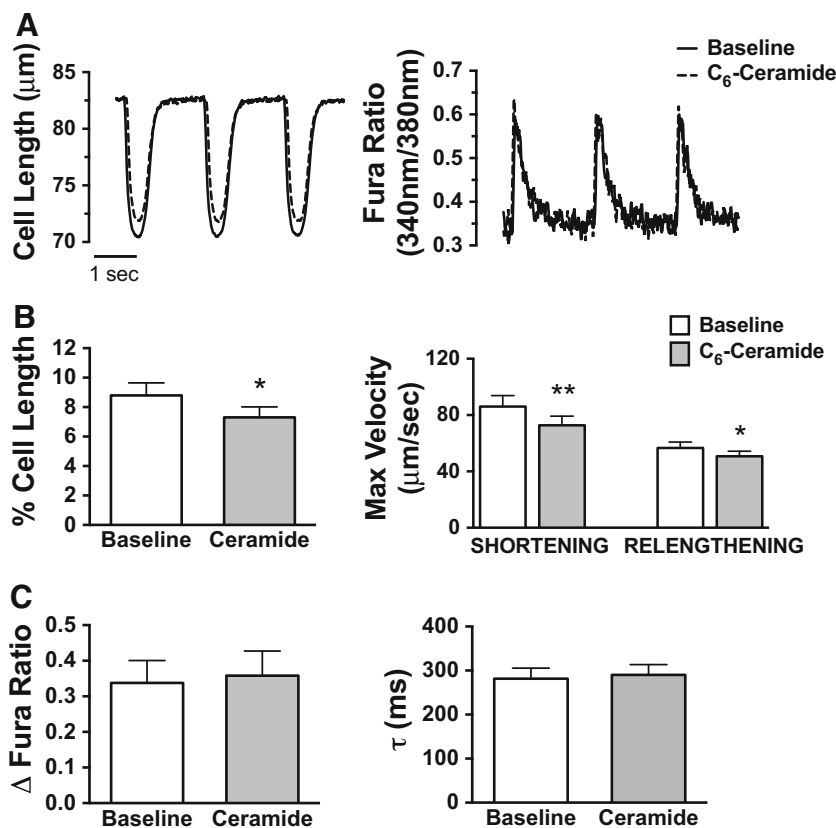 A
Cell Length (μm)
85
80
75
70
1 sec
Fura Ratio
(340nm/380nm)
0.7
0.6
0.5
0.4
0.3
Baseline
C₆-Ceramide
B
% Cell Length
12
10
8
6
4
2
0
*
Baseline
Ceramide
Max Velocity
(μm/sec)
120
80
40
0
**
*
SHORTENING
RELENGTHENING
Baseline
C₆-Ceramide
C
Δ Fura Ratio
0.5
0.4
0.3
0.2
0.1
0.0
Baseline
Ceramide
τ (ms)
400
300
200
100
0
Baseline
Ceramide